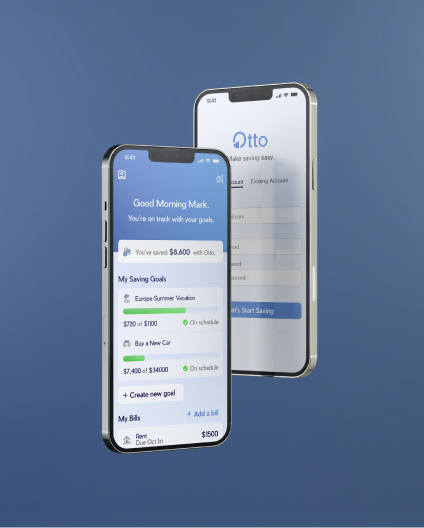 9:41
Good Morning Mark.
You're on track with your goals.
You've saved: $8,600 with Otto.
My Saving Goals
Europe Summer Vacation
$720 of $1100
On schedule
Buy a New Car
$7,400 of $34000
On schedule
+ Create new goal
My Bills
+ Add a bill
Rent
$1500
Due Oct 1st
9:41
Otto
Make saving easy.
Existing Account
Let's Start Saving